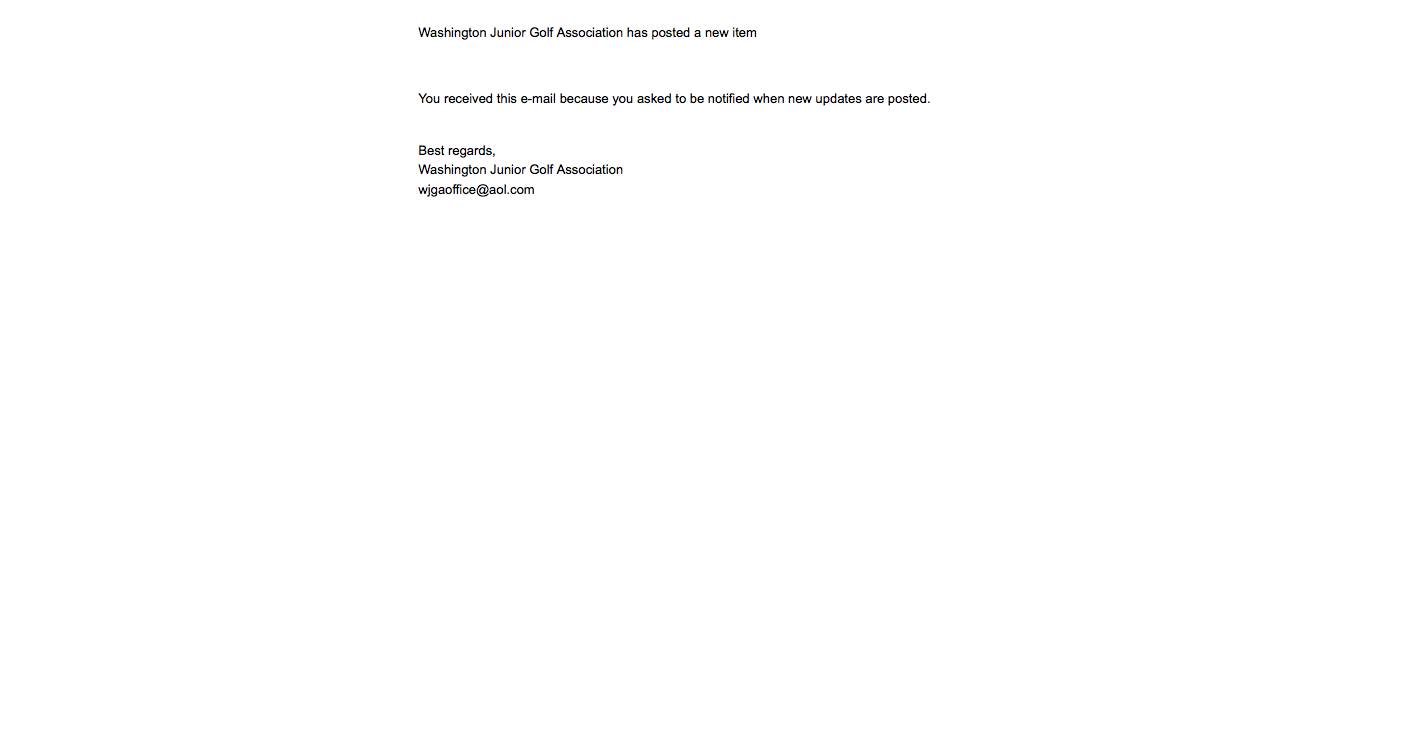 Washington Junior Golf Association has posted a new item
You received this e-mail because you asked to be notified when new updates are posted.
Best regards,
Washington Junior Golf Association
wjgaoffice@aol.com